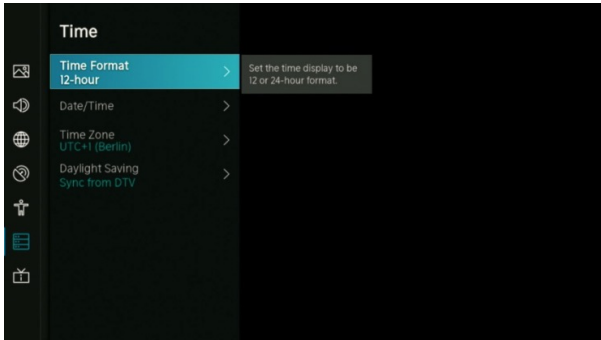 Time
Time Format
12-hour
Set the time display to be
12 or 24-hour format.
Date/Time
Time Zone
UTC+1 (Berlin)
Daylight Saving
Sync from DTV